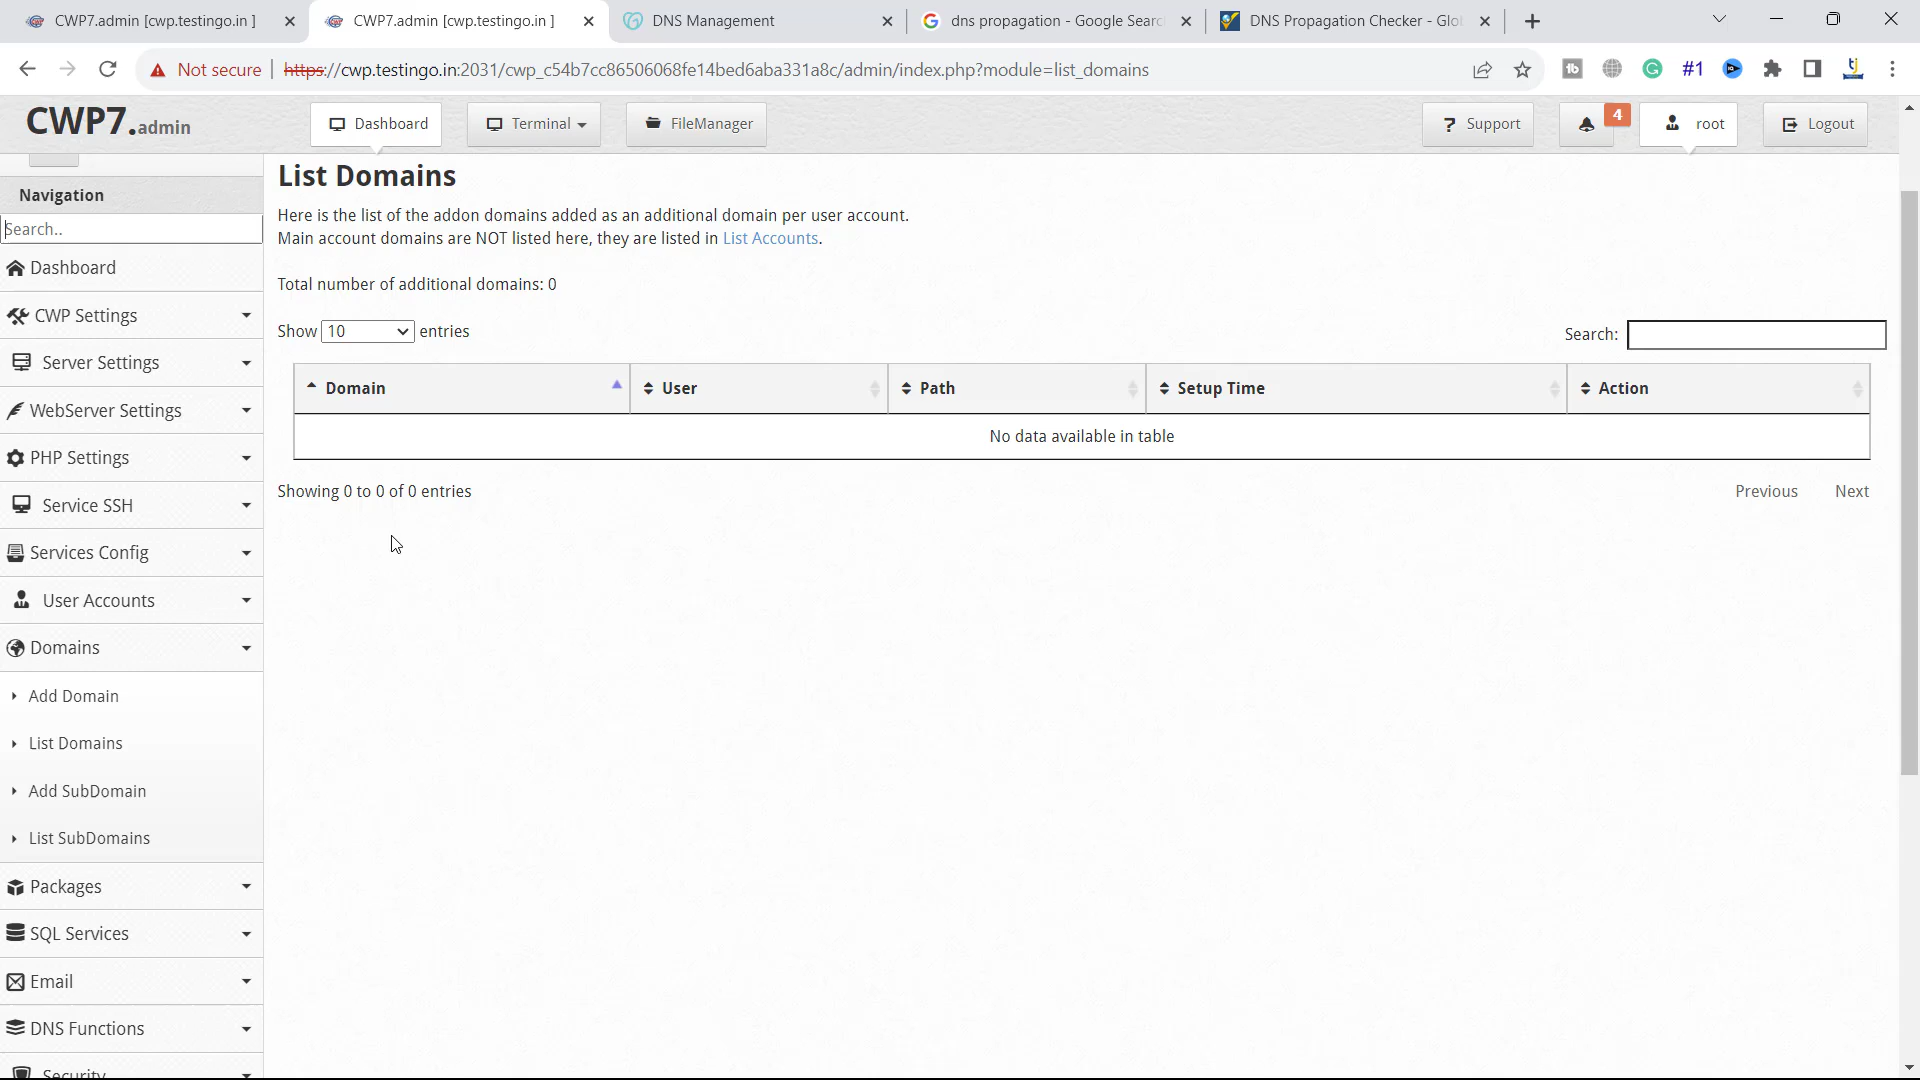 CWP7.admin [cwp.testingo.in ]
CWP7.admin [cwp.testingo.in ]
DNS Management
dns propagation - Google Searc
DNS Propagation Checker - Glo
Not secure
https://cwp.testingo.in:2031/cwp_c54b7cc86506068fe14bed6aba331a8c/admin/index.php?module=list_domains
#1
CWP7.admin
Dashboard
Terminal
FileManager
? Support
4
root
Logout
Navigation
Search..
Dashboard
CWP Settings
Server Settings
WebServer Settings
PHP Settings
Service SSH
Services Config
User Accounts
Domains
Add Domain
List Domains
Add SubDomain
List SubDomains
Packages
SQL Services
Email
DNS Functions
Security
List Domains
Here is the list of the addon domains added as an additional domain per user account.
Main account domains are NOT listed here, they are listed in List Accounts.
Total number of additional domains: 0
Show 10 entries
Search:
Domain User Path Setup Time Action
No data available in table
Showing 0 to 0 of 0 entries
Previous Next